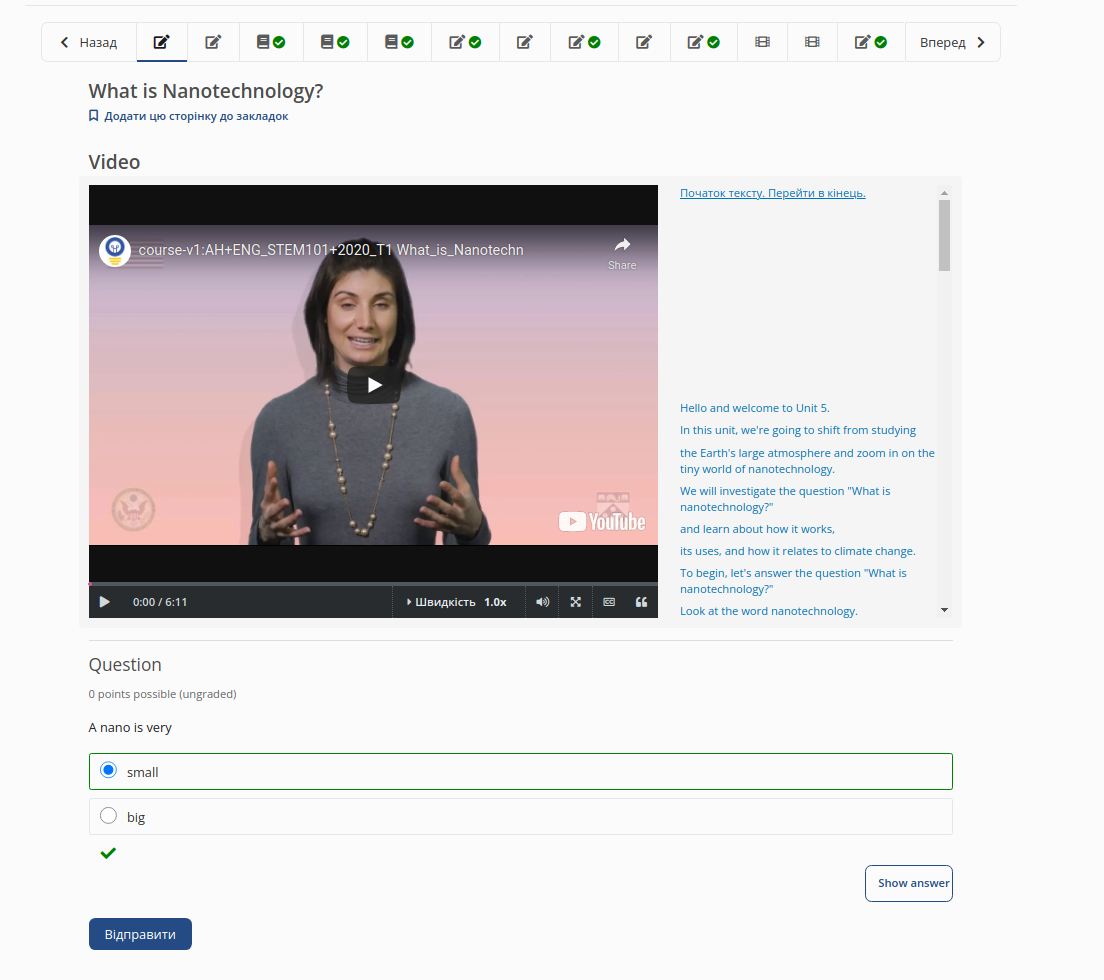 Назад
Вперед
What is Nanotechnology?
Додати цю сторінку до закладок
Video
course-v1:AH+ENG_STEM101+2020_T1 What_is_Nanotechn
Share
YouTube
0:00 / 6:11
Швидкість 1.0x
Початок тексту. Перейти в кінець.
Hello and welcome to Unit 5.
In this unit, we're going to shift from studying
the Earth's large atmosphere and zoom in on the
tiny world of nanotechnology.
We will investigate the question "What is
nanotechnology?"
and learn about how it works,
its uses, and how it relates to climate change.
To begin, let's answer the question "What is
nanotechnology?"
Look at the word nanotechnology.
Question
0 points possible (ungraded)
A nano is very
small
big
Show answer
Відправити